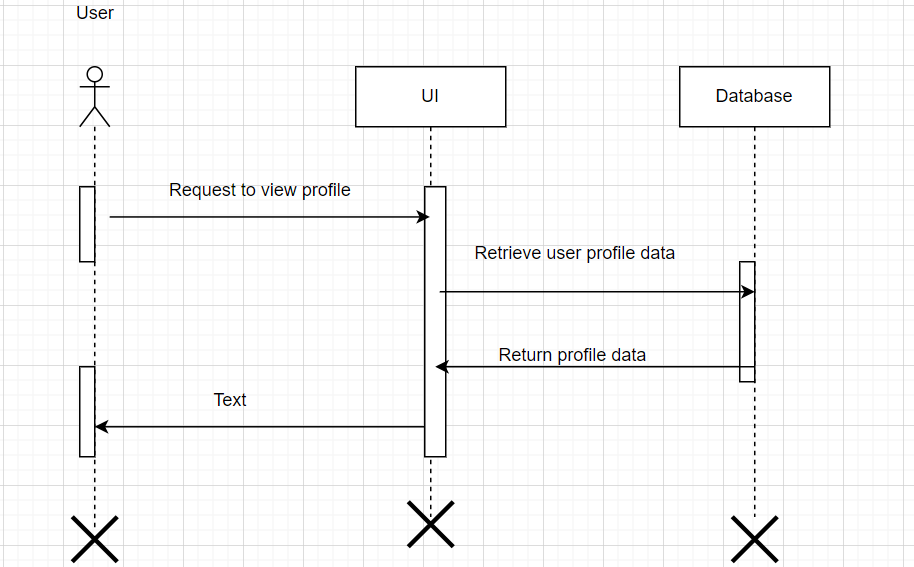 User
UI
Database
Request to view profile
Retrieve user profile data
Return profile data
Text